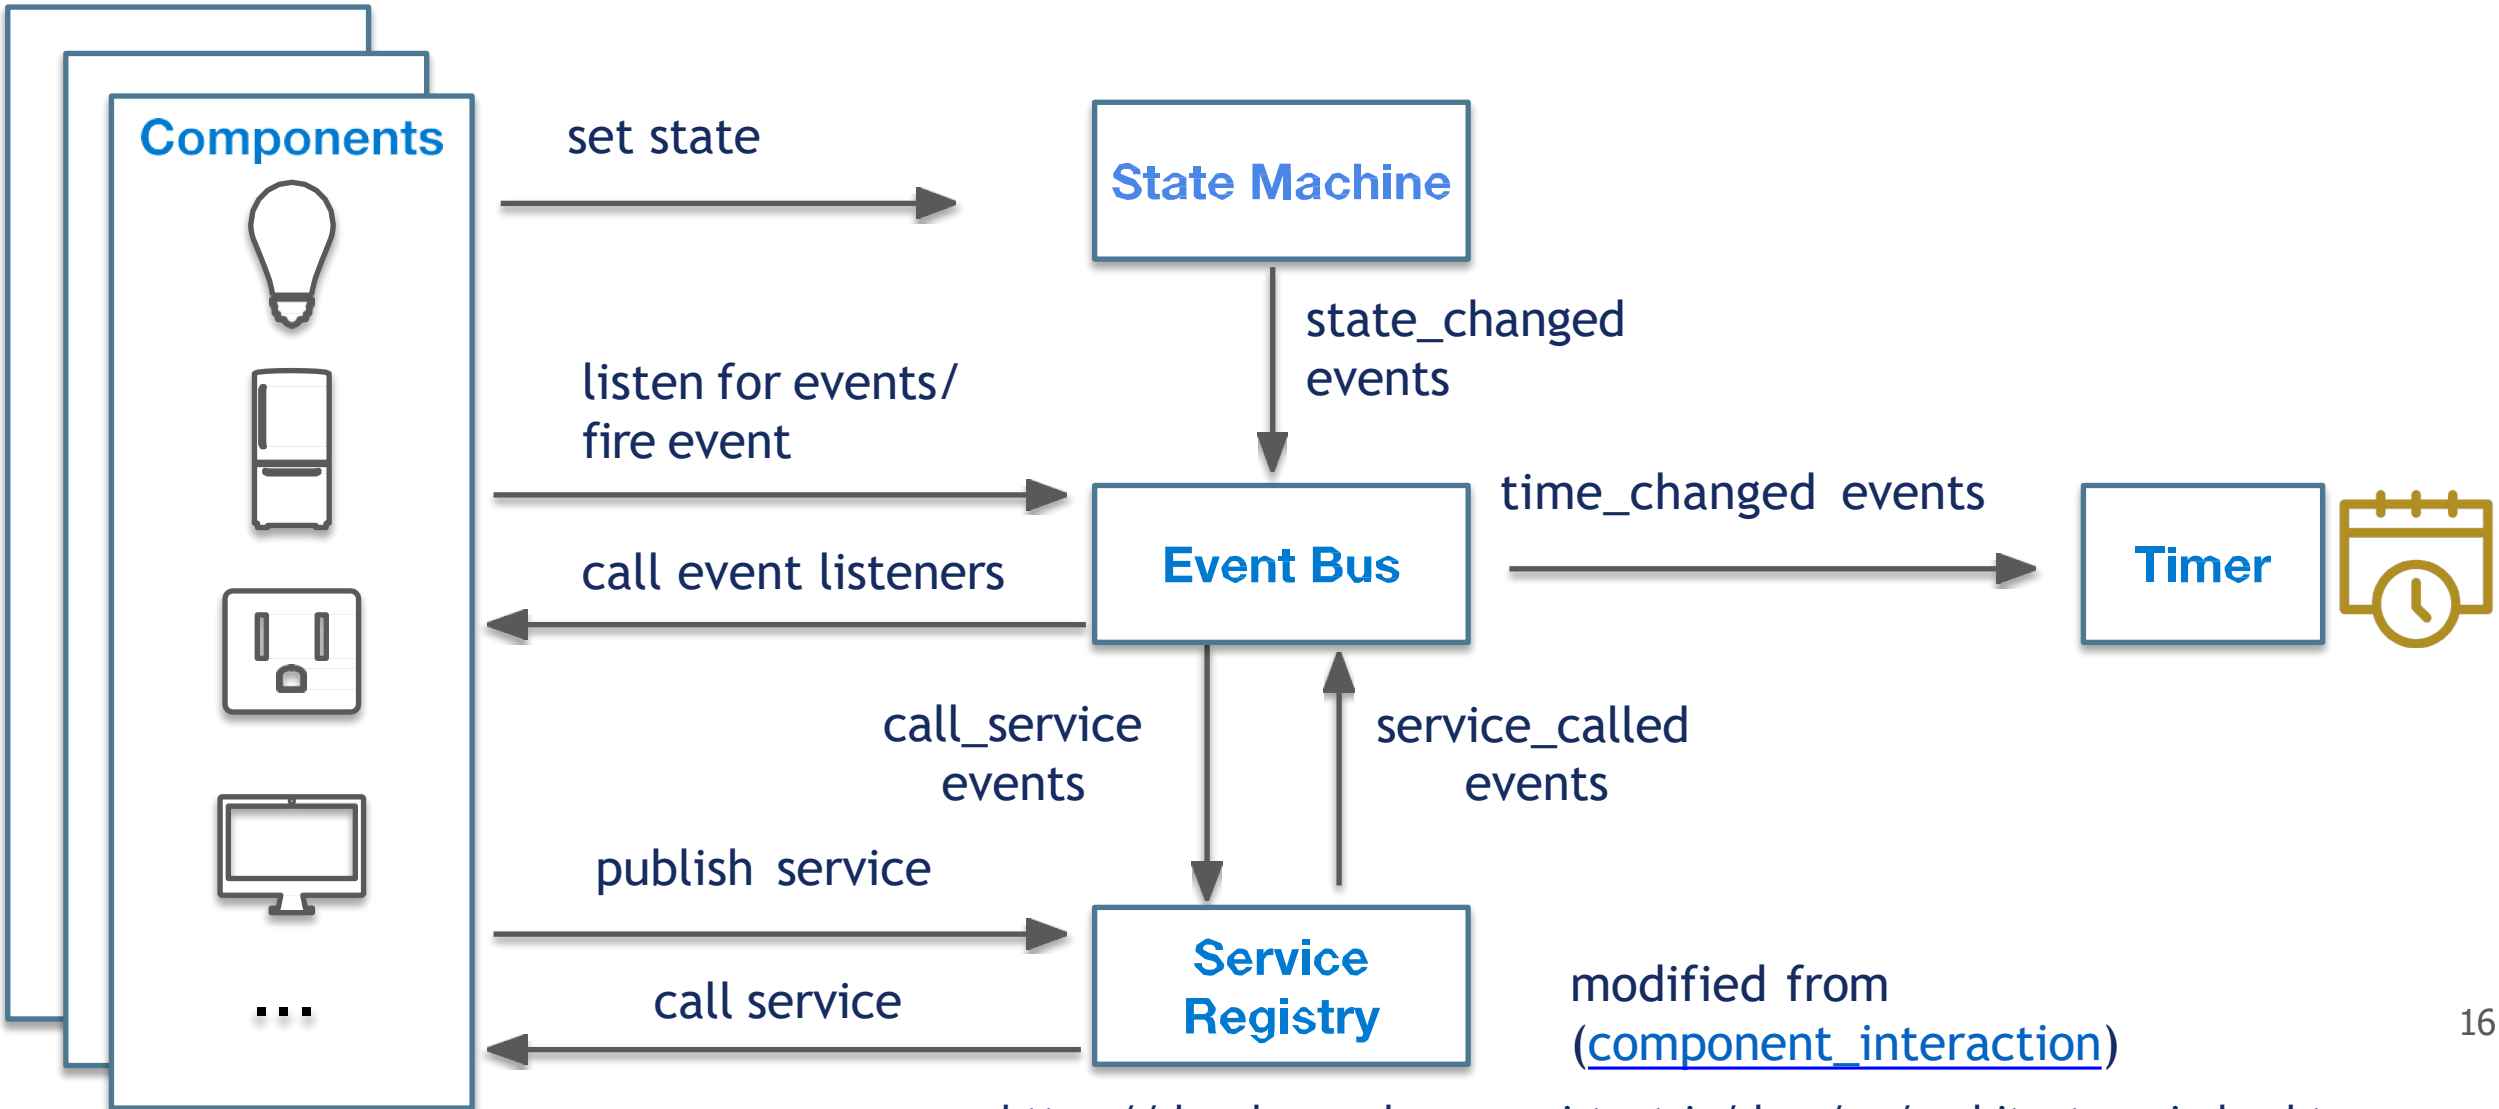 Components
set state
State Machine
state_changed
events
listen for events/
fire event
time_changed events
call event listeners
Event Bus
Timer
call_service
events
service_called
events
publish service
Service
Registry
call service
...
modified from
(component_interaction)
16